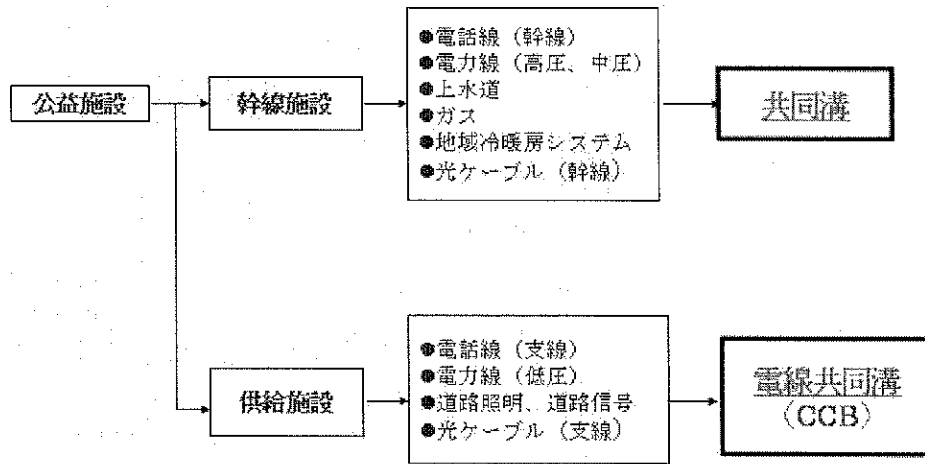 公益施設
幹線施設
●電話線（幹線）
●電力線（高圧、中圧）
●上水道
●ガス
●地域冷暖房システム
●光ケーブル（幹線）
共同溝
供給施設
●電話線（支線）
●電力線（低圧）
●道路照明、道路信号
●光ケーブル（支線）
電線共同溝
（CCB）